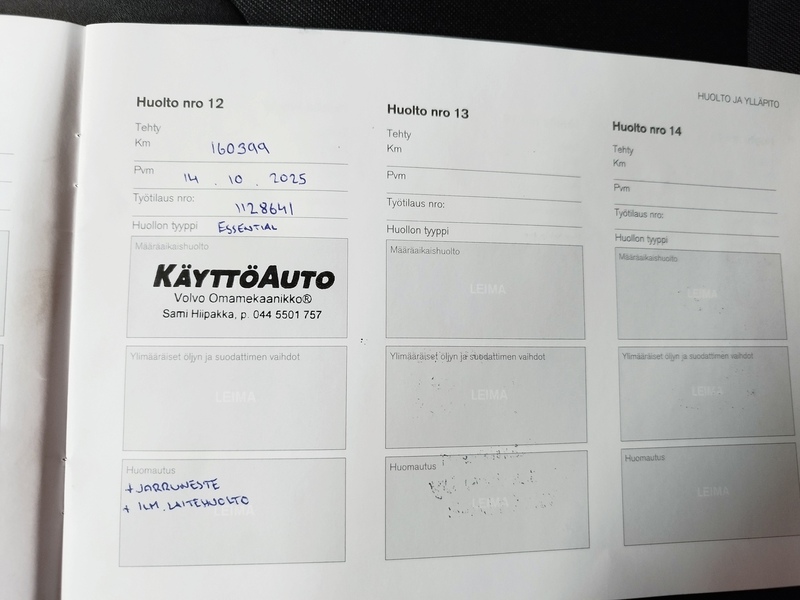 HUOLTO JA YLLÄPITO
Huolto nro 12
Tehty
Km 160399
Pvm 14 . 10 . 2025
Työtilaus nro: 1128641
Huollon tyyppi ESSENTIAL
Määräaikaishuolto
KÄYTTÖAUTO
Volvo Omamekaanikko®
Sami Hiipakka, p. 044 5501 757
Ylimääräiset öljyn ja suodattimen vaihdot
LEIMA
Huomautus
+ JARRUNESTE
+ ILM. LAITEHUOLTO
LEIMA
Huolto nro 13
Tehty
Km
Pvm
Työtilaus nro:
Huollon tyyppi
Määräaikaishuolto
LEIMA
Ylimääräiset öljyn ja suodattimen vaihdot
LEIMA
Huomautus
LEIMA
Huolto nro 14
Tehty
Km
Pvm
Työtilaus nro:
Huollon tyyppi
Määräaikaishuolto
LEIMA
Ylimääräiset öljyn ja suodattimen vaihdot
LEIMA
Huomautus
LEIMA